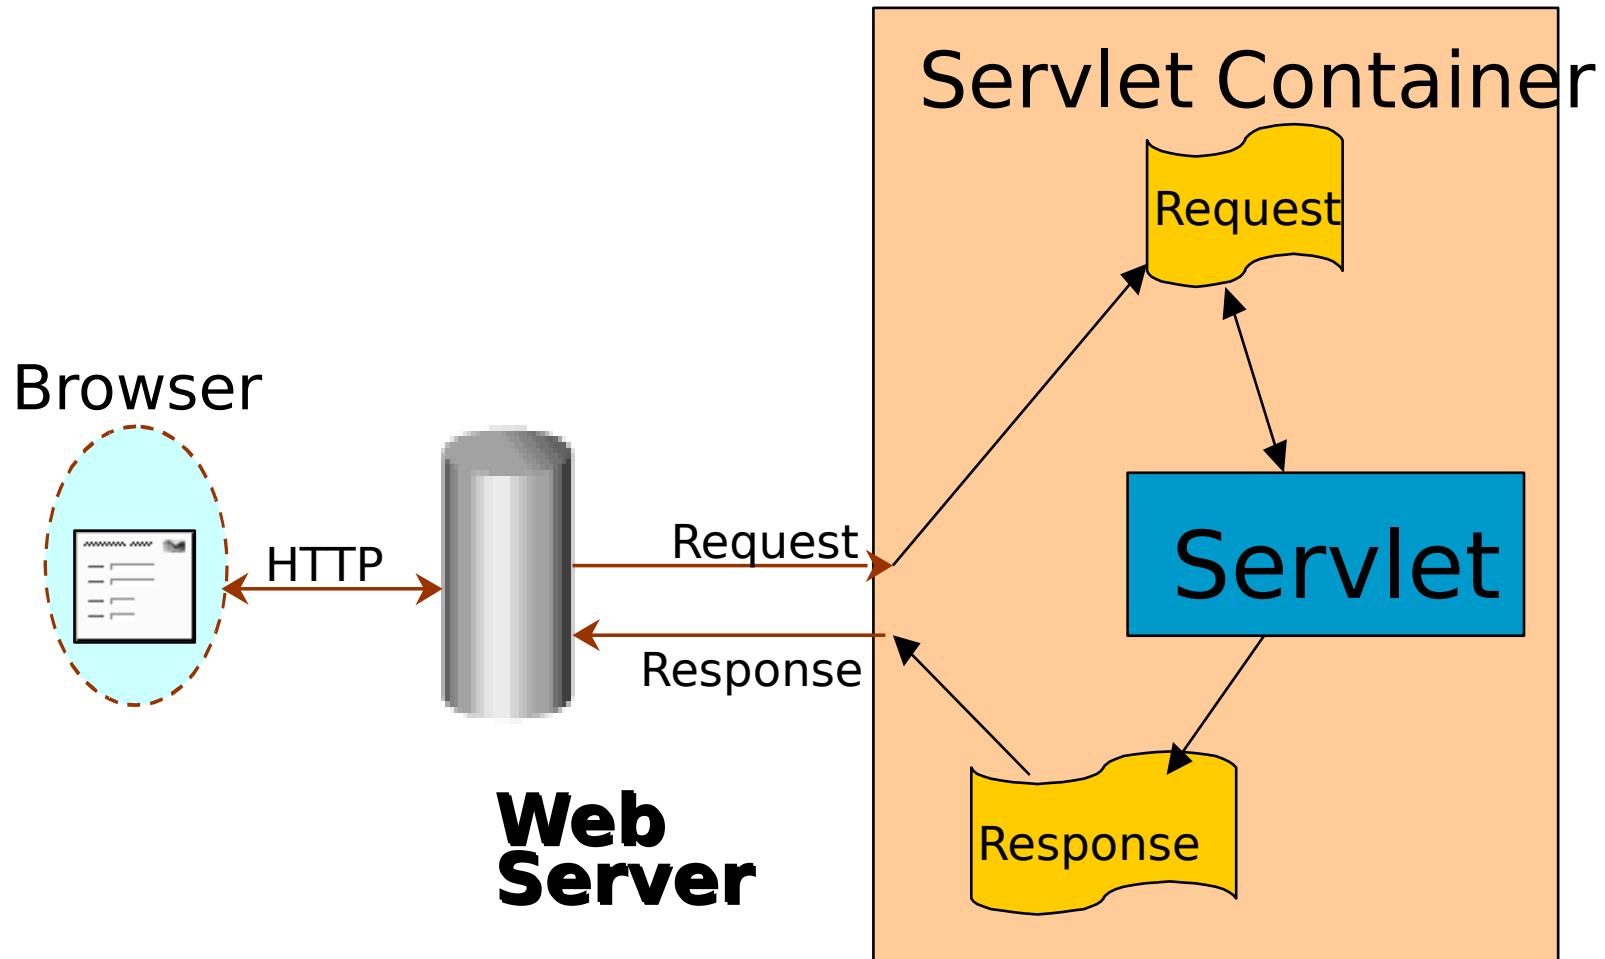 Servlet Container
Request
Browser
HTTP
Request
Servlet
Response
Web
Server
Response